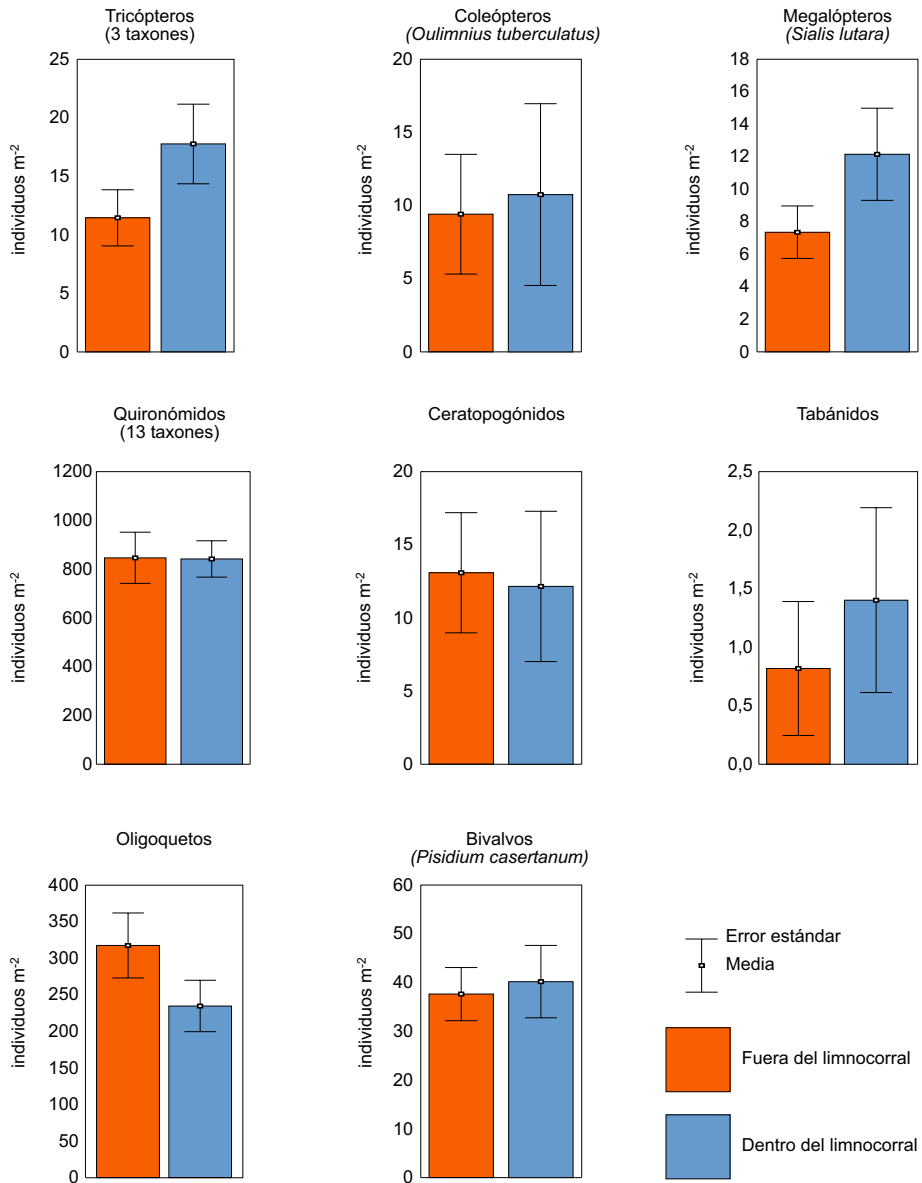 Tricópteros
(3 taxones)
25
20
15
10
5
0
individuos m-2
Coleópteros
(Oulimnius tuberculatus)
20
15
10
5
0
individuos m-2
Megalópteros
(Sialis lutara)
18
16
14
12
10
8
6
4
2
0
individuos m-2
Quironómidos
(13 taxones)
1200
1000
800
600
400
200
0
individuos m-2
Ceratopogónidos
20
15
10
5
0
individuos m-2
Tabánidos
2,5
2,0
1,5
1,0
0,5
0,0
individuos m-2
Oligoquetos
400
350
300
250
200
150
100
50
0
individuos m-2
Bivalvos
(Pisidium casertanum)
60
50
40
30
20
10
0
individuos m-2
Error estándar
Media
Fuera del limnocorral
Dentro del limnocorral